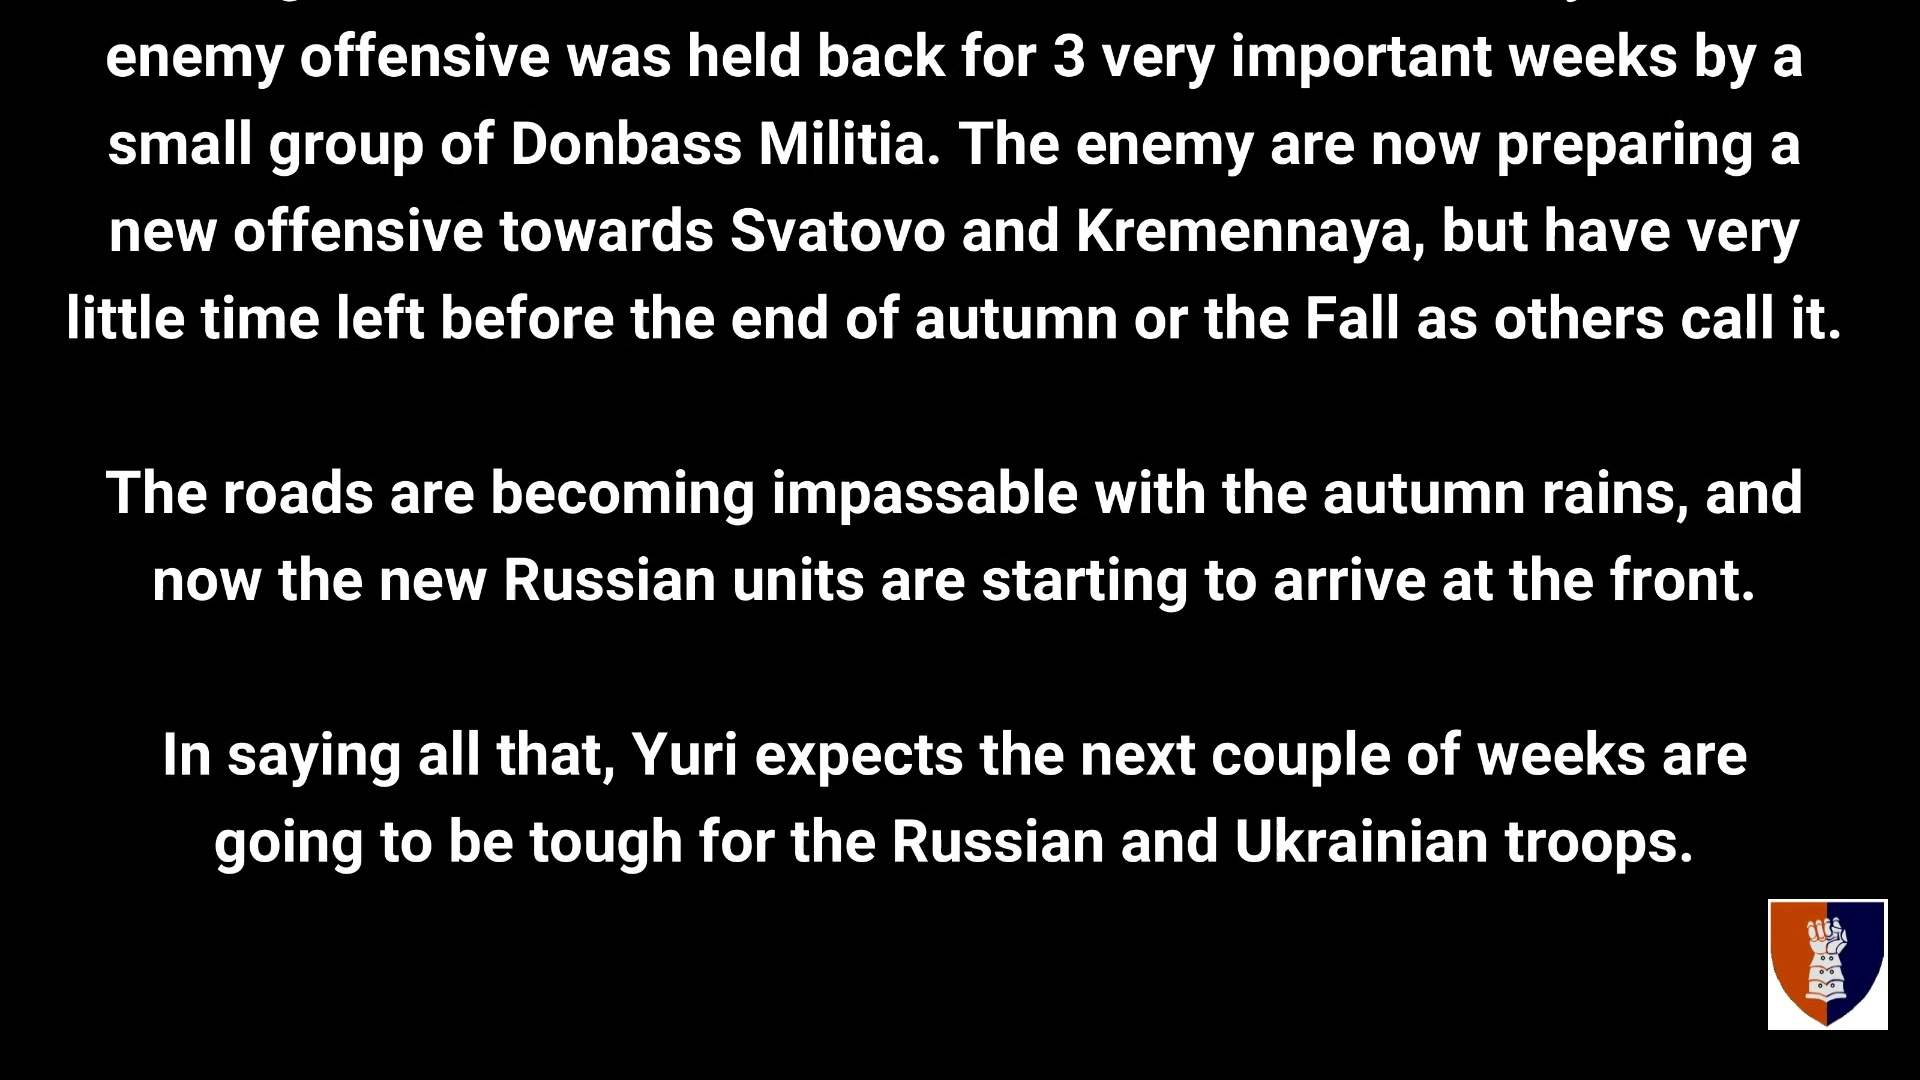 enemy offensive was held back for 3 very important weeks by a
small group of Donbass Militia. The enemy are now preparing a
new offensive towards Svatovo and Kremennaya, but have very
little time left before the end of autumn or the Fall as others call it.
The roads are becoming impassable with the autumn rains, and
now the new Russian units are starting to arrive at the front.
In saying all that, Yuri expects the next couple of weeks are
going to be tough for the Russian and Ukrainian troops.